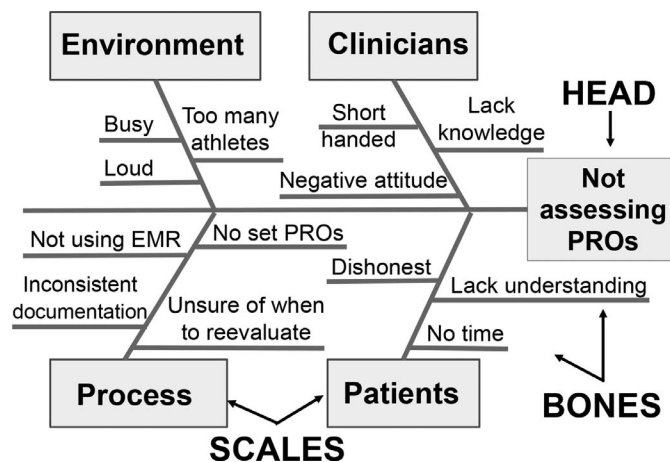 Environment
Clinicians
HEAD
Busy
Too many
athletes
Loud
Short
handed
Lack
knowledge
Negative attitude
Not
assessing
PROs
Not using EMR
No set PROs
Inconsistent
documentation
Unsure of when
to reevaluate
Dishonest
Lack understanding
No time
Process
Patients
BONES
SCALES